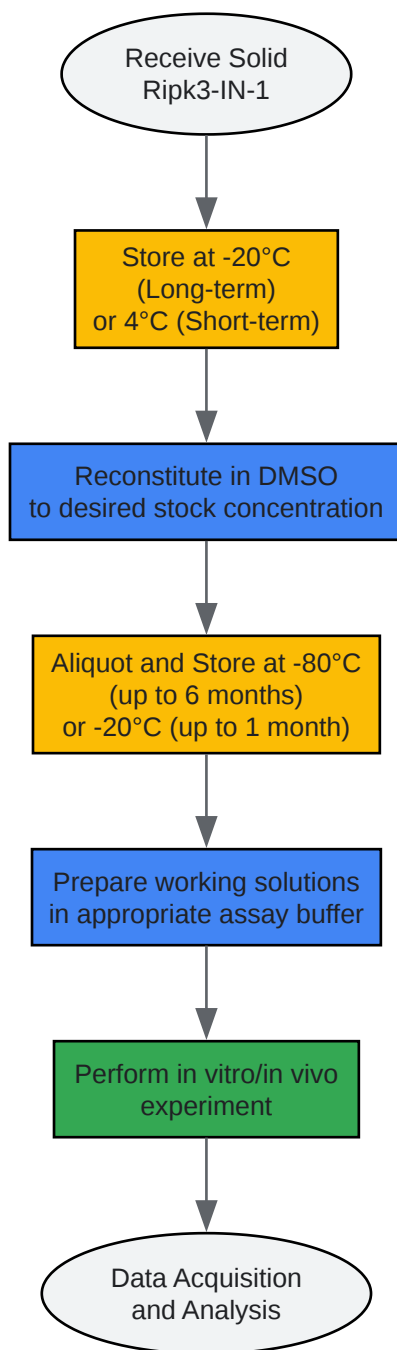 Receive Solid
Ripk3-IN-1
Store at -20°C
(Long-term)
or 4°C (Short-term)
Reconstitute in DMSO
to desired stock concentration
Aliquot and Store at -80°C
(up to 6 months)
or -20°C (up to 1 month)
Prepare working solutions
in appropriate assay buffer
Perform in vitro/in vivo
experiment
Data Acquisition
and Analysis